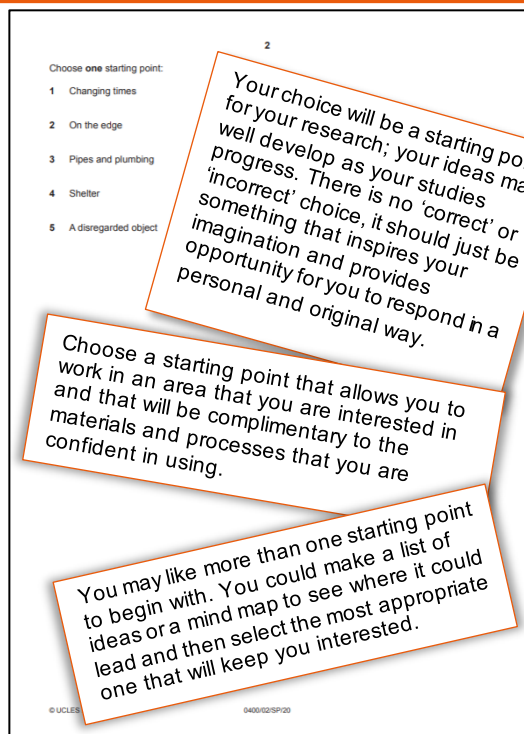 2
Choose one starting point:
1 Changing times
2 On the edge
3 Pipes and plumbing
4 Shelter
5 A disregarded object
Your choice will be a starting po
for your research; your ideas ma
well develop as your studies
progress. There is no ‘correct’ or
‘incorrect’ choice, it should just be
something that inspires your
imagination and provides
opportunity for you to respond in a
personal and original way.
Choose a starting point that allows you to
work in an area that you are interested in
and that will be complimentary to the
materials and processes that you are
confident in using.
You may like more than one starting point
to begin with. You could make a list of
ideas or a mind map to see where it could
lead and then select the most appropriate
one that will keep you interested.
© UCLES
0400/02/SP/20